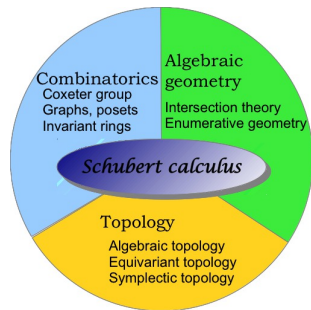 Combinatorics
Coxeter group
Graphs, posets
Invariant rings
Algebraic
geometry
Intersection theory
Enumerative geometry
Schubert calculus
Topology
Algebraic topology
Equivariant topology
Symplectic topology